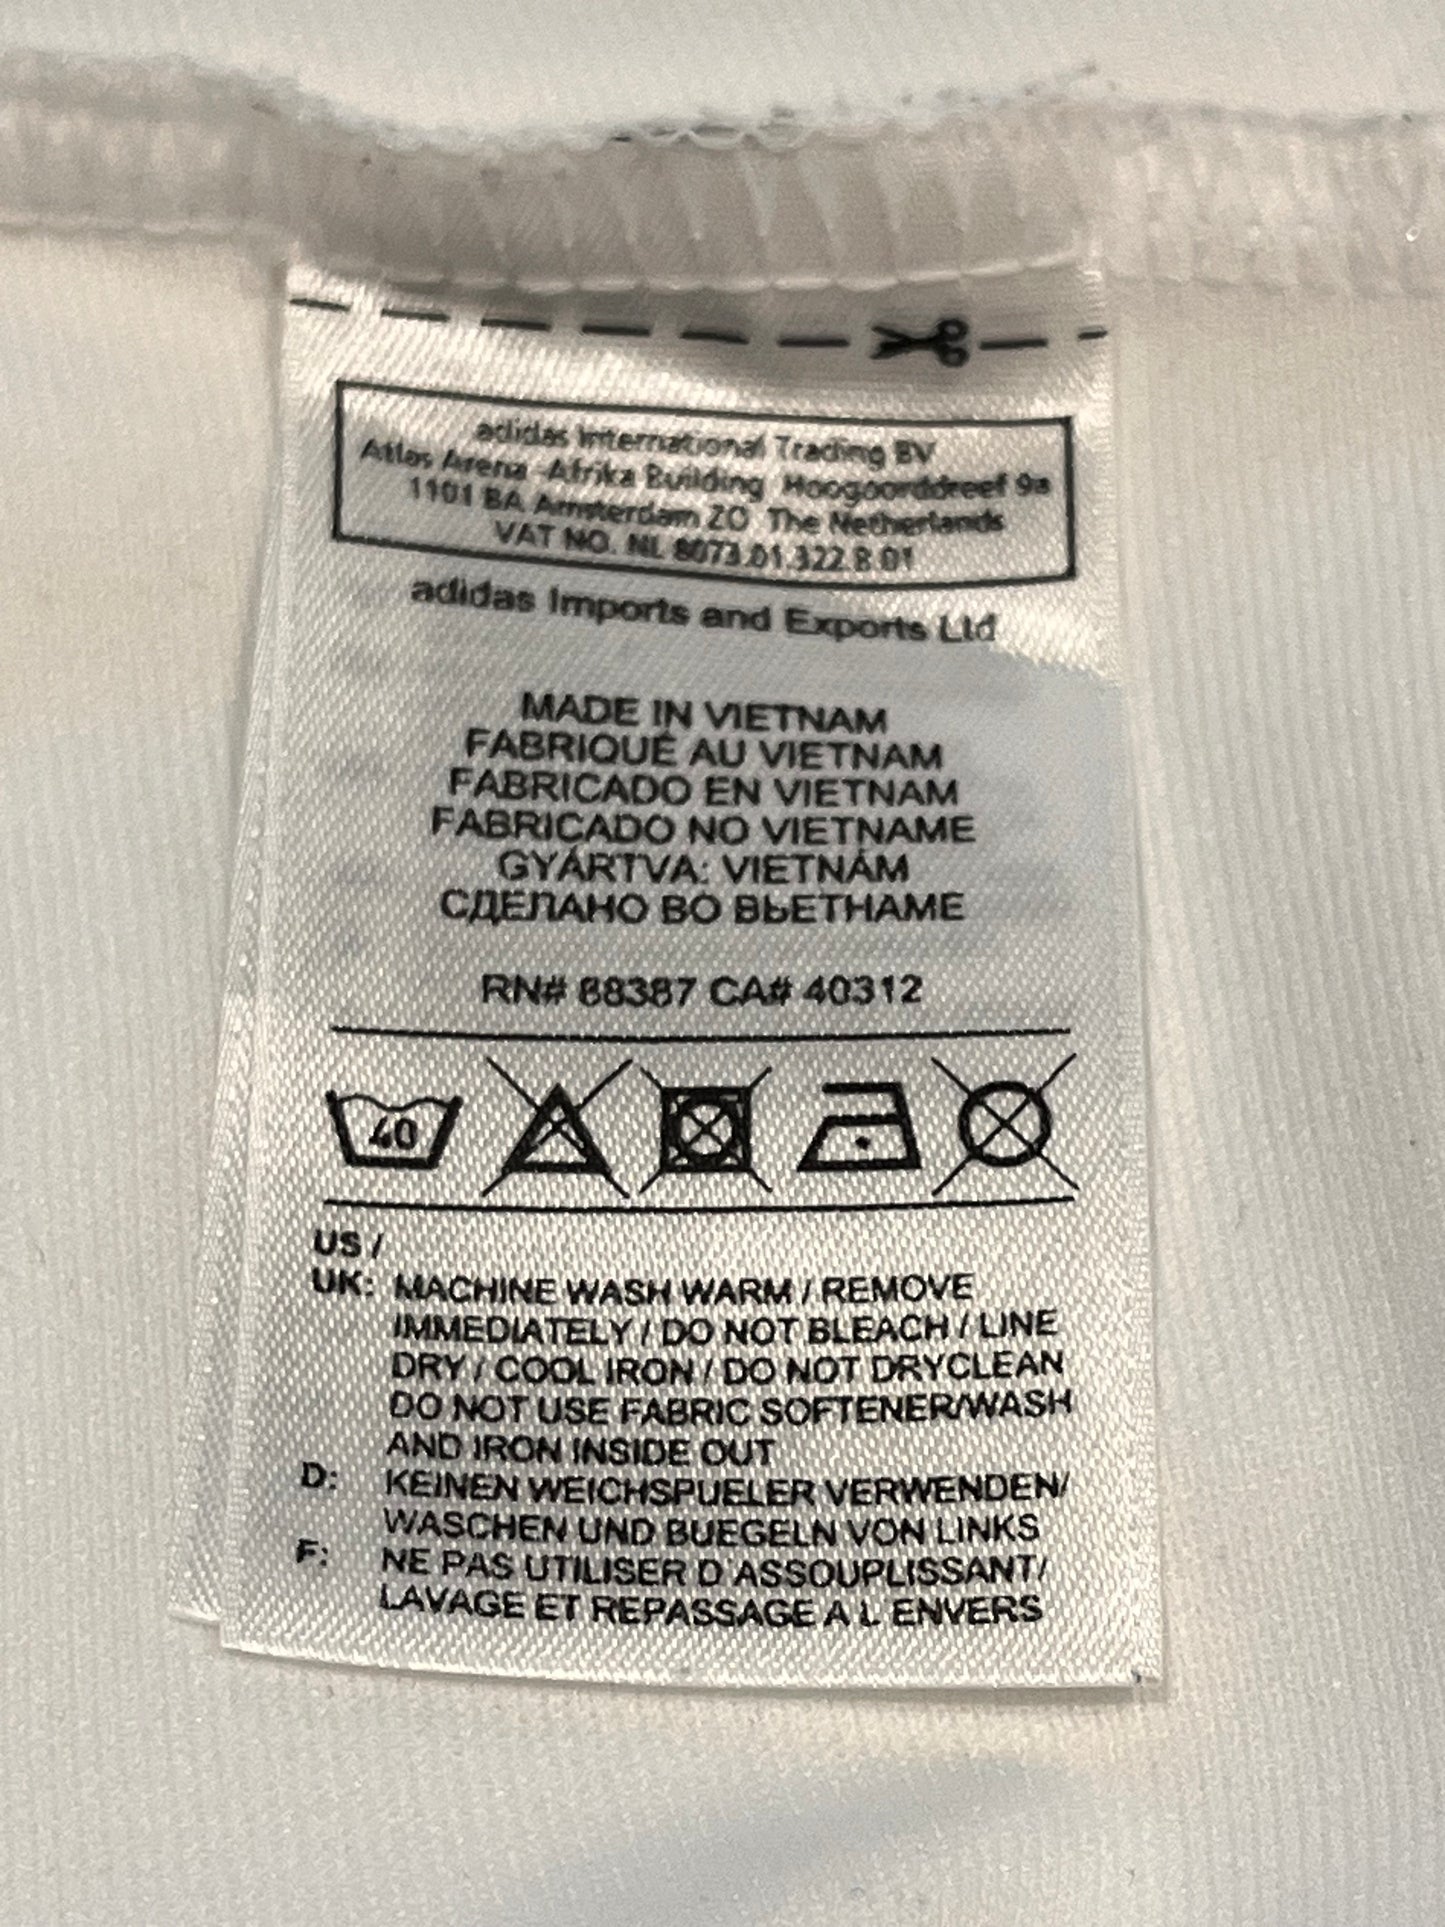 adidas International Trading BV
Atlas Arena -Afrika Building Hoogoorddreef 9a
1101 BA Amsterdam ZO The Netherlands
VAT NO. NL 8073.01.322.B.01
adidas Imports and Exports Ltd
MADE IN VIETNAM
FABRIQUÉ AU VIETNAM
FABRICADO EN VIETNAM
FABRICADO NO VIETNAME
GYÁRTVA: VIETNÁM
СДЕЛАНО ВО ВЬЕТНАМЕ
RN# 88387 CA# 40312
40
US /
UK: MACHINE WASH WARM / REMOVE
IMMEDIATELY / DO NOT BLEACH / LINE
DRY / COOL IRON / DO NOT DRYCLEAN
DO NOT USE FABRIC SOFTENER/WASH
AND IRON INSIDE OUT
D: KEINEN WEICHSPUELER VERWENDEN/
WASCHEN UND BUEGELN VON LINKS
F: NE PAS UTILISER D'ASSOUPLISSANT/
LAVAGE ET REPASSAGE A L ENVERS